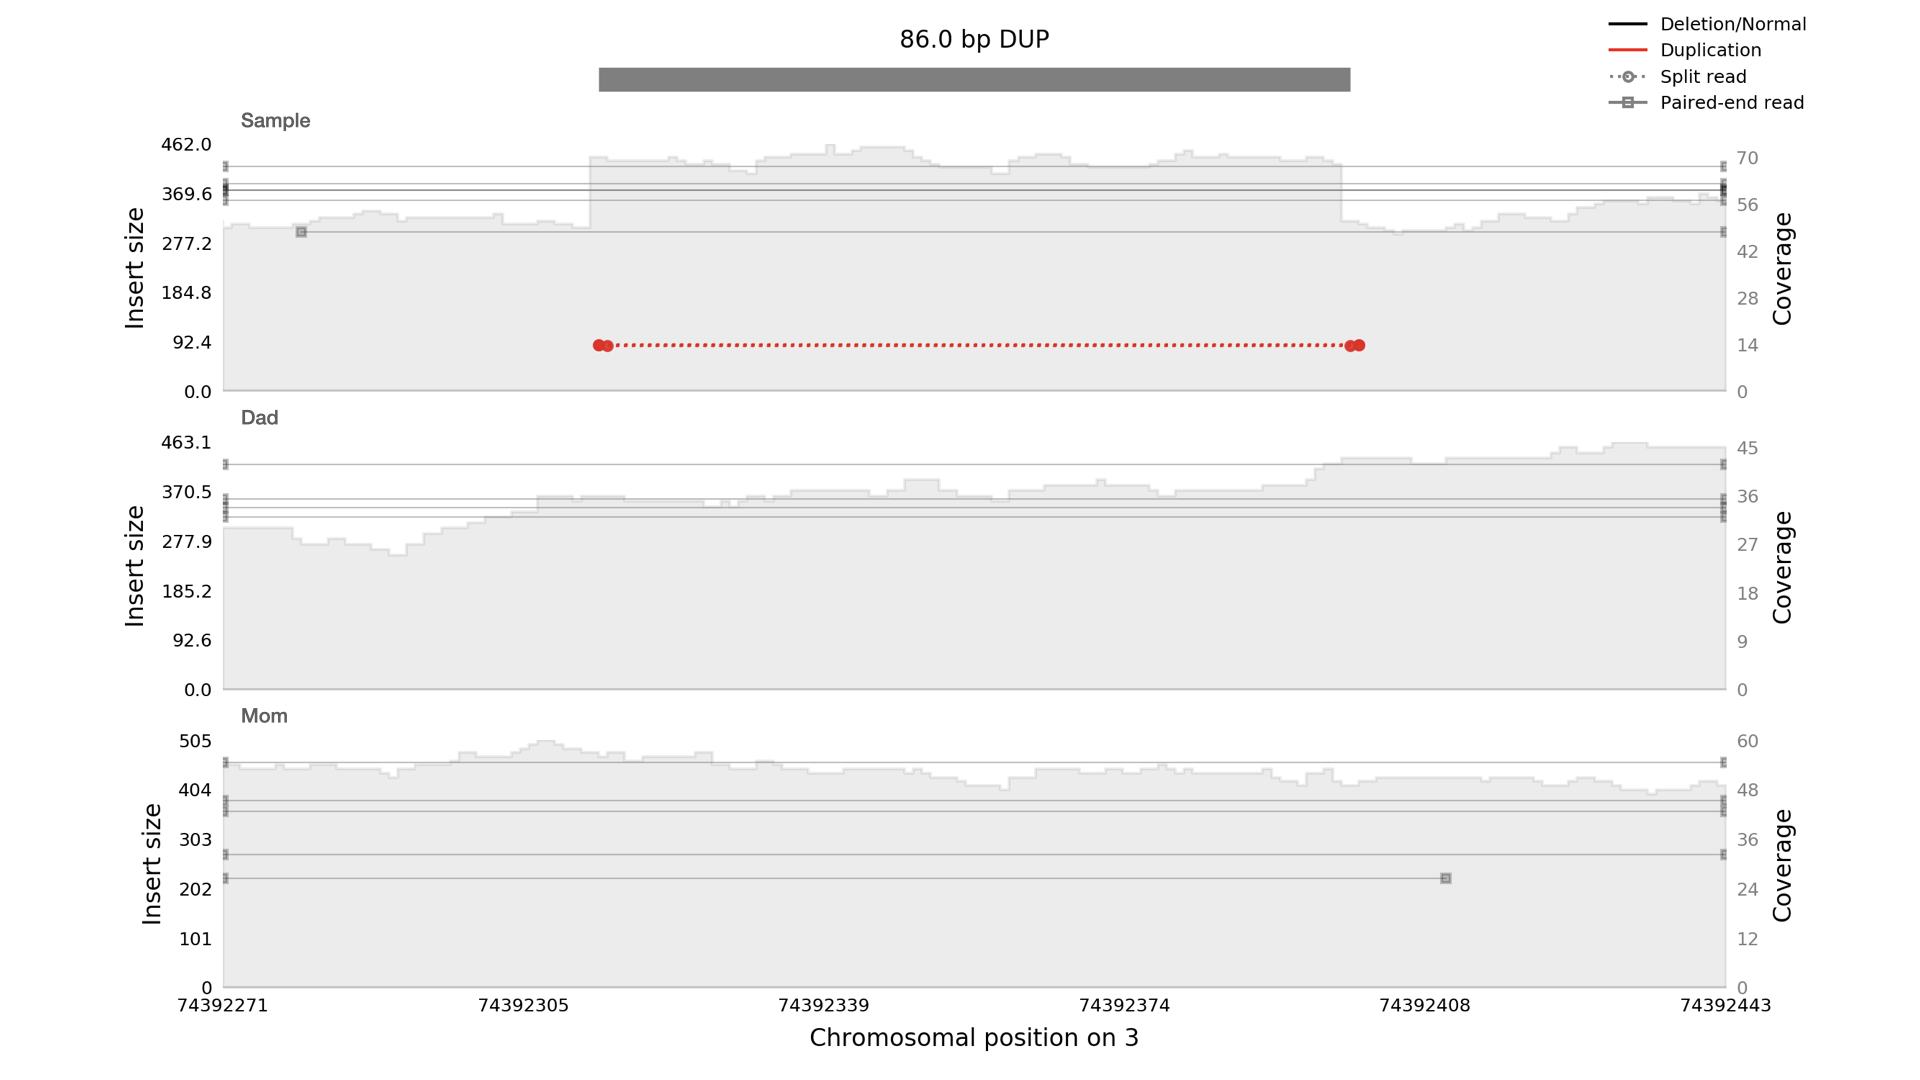 86.0 bp DUP
Deletion/Normal
Duplication
Split read
Paired-end read
Sample
462.0
369.6
277.2
184.8
92.4
0.0
Insert size
70
56
42
28
14
0
Coverage
Dad
463.1
370.5
277.9
185.2
92.6
0.0
Insert size
45
36
27
18
9
0
Coverage
Mom
505
404
303
202
101
0
Insert size
60
48
36
24
12
0
Coverage
74392271 74392305 74392339 74392374 74392408 74392443
Chromosomal position on 3